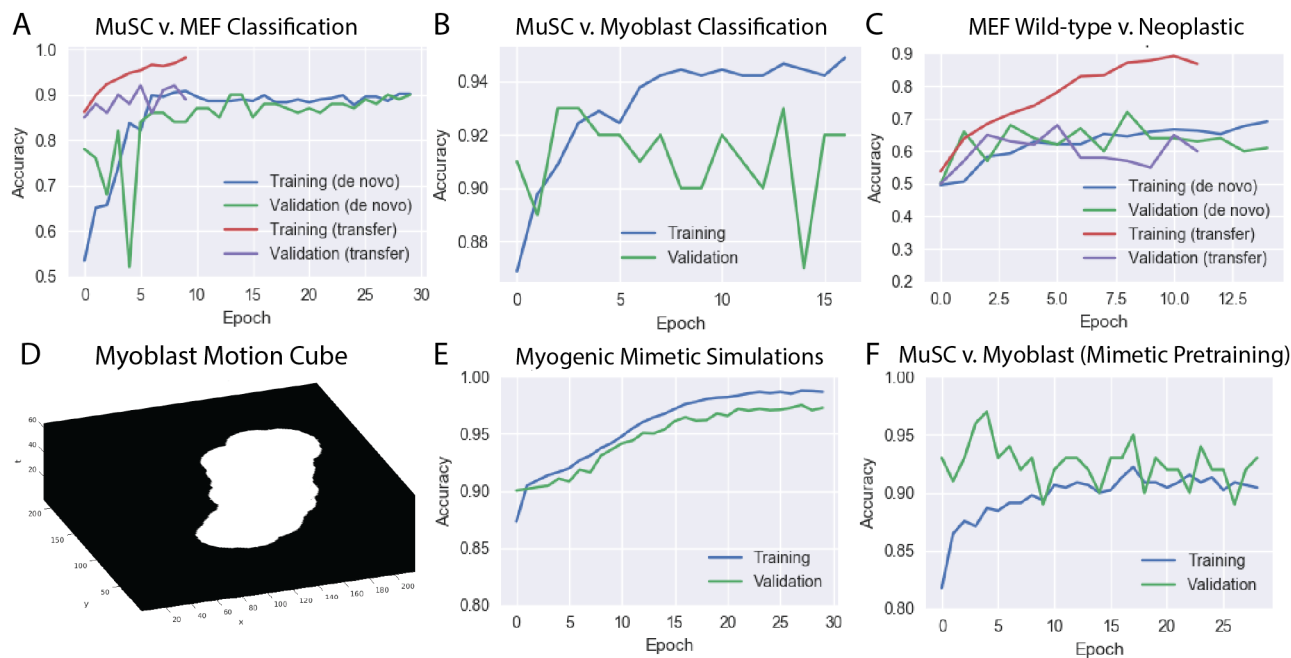 A MuSC v. MEF Classification
1.0
0.9
0.8
0.7
0.6
0.5
Accuracy
0 5 10 15 20 25 30
Epoch
Training (de novo)
Validation (de novo)
Training (transfer)
Validation (transfer)
B MuSC v. Myoblast Classification
0.94
0.92
0.90
0.88
Accuracy
0 5 10 15
Epoch
Training
Validation
C MEF Wild-type v. Neoplastic
0.9
0.8
0.7
0.6
0.5
0.4
0.3
0.2
Accuracy
0.0 2.5 5.0 7.5 10.0 12.5
Epoch
Training (de novo)
Validation (de novo)
Training (transfer)
Validation (transfer)
D Myoblast Motion Cube
60
40
20
t
200
150
100
50
y
20 40 60 80 100 120 140 160 180 200
x
E Myogenic Mimetic Simulations
1.00
0.95
0.90
0.85
0.80
Accuracy
0 5 10 15 20 25 30
Epoch
Training
Validation
F MuSC v. Myoblast (Mimetic Pretraining)
1.00
0.95
0.90
0.85
0.80
Accuracy
0 5 10 15 20 25
Epoch
Training
Validation